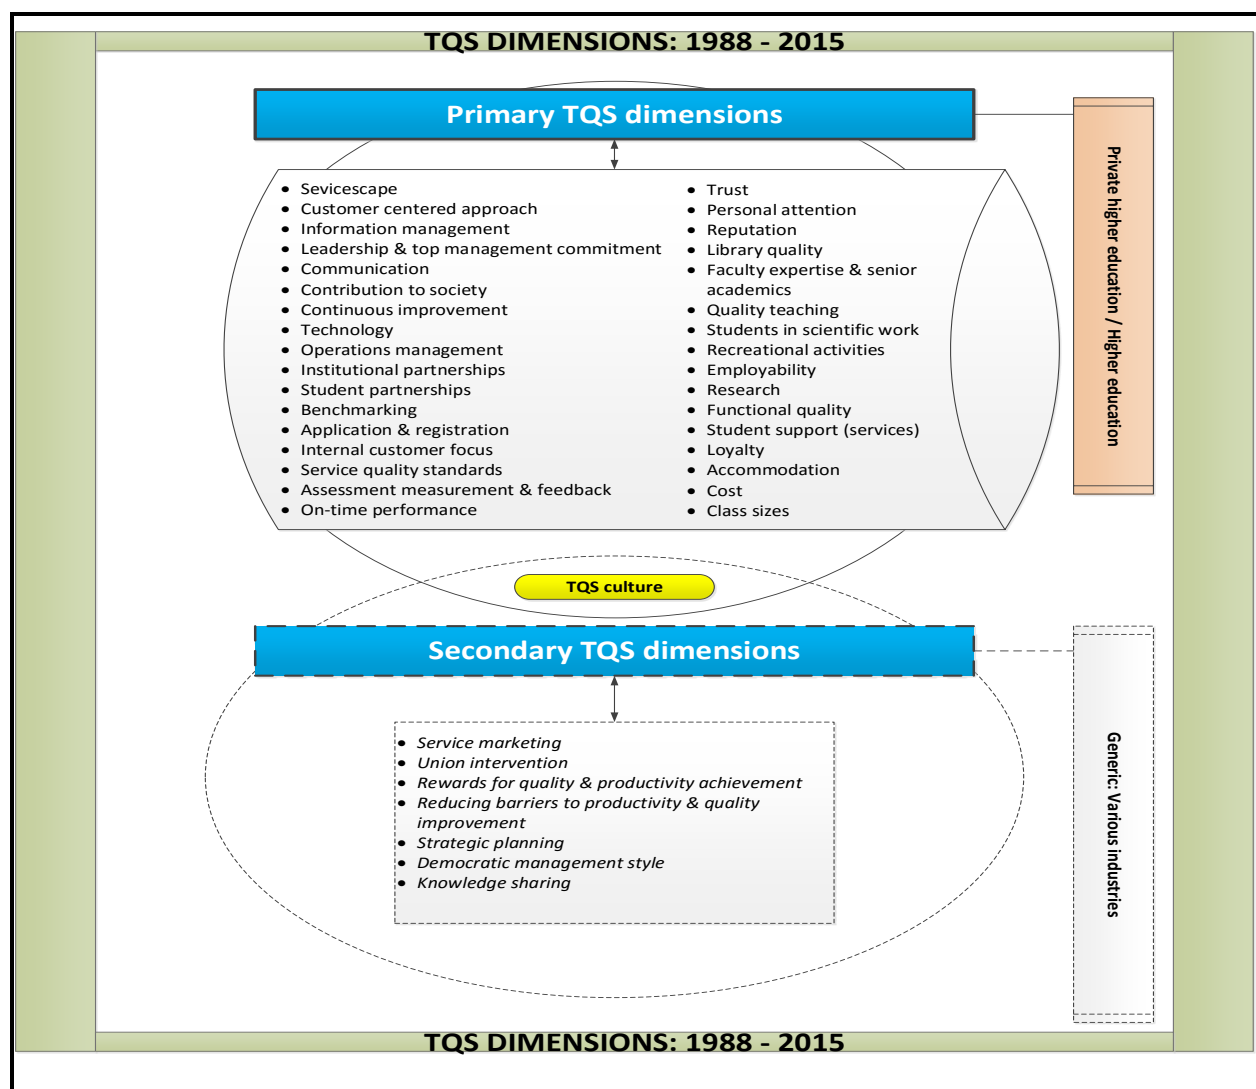 TQS DIMENSIONS: 1988 - 2015
Primary TQS dimensions
• Sevicescape
• Customer centered approach
• Information management
• Leadership & top management commitment
• Communication
• Contribution to society
• Continuous improvement
• Technology
• Operations management
• Institutional partnerships
• Student partnerships
• Benchmarking
• Application & registration
• Internal customer focus
• Service quality standards
• Assessment measurement & feedback
• On-time performance
• Trust
• Personal attention
• Reputation
• Library quality
• Faculty expertise & senior
academics
• Quality teaching
• Students in scientific work
• Recreational activities
• Employability
• Research
• Functional quality
• Student support (services)
• Loyalty
• Accommodation
• Cost
• Class sizes
Private higher education / Higher education
TQS culture
Secondary TQS dimensions
• Service marketing
• Union intervention
• Rewards for quality & productivity achievement
• Reducing barriers to productivity & quality
improvement
• Strategic planning
• Democratic management style
• Knowledge sharing
Generic: Various industries
TQS DIMENSIONS: 1988 - 2015